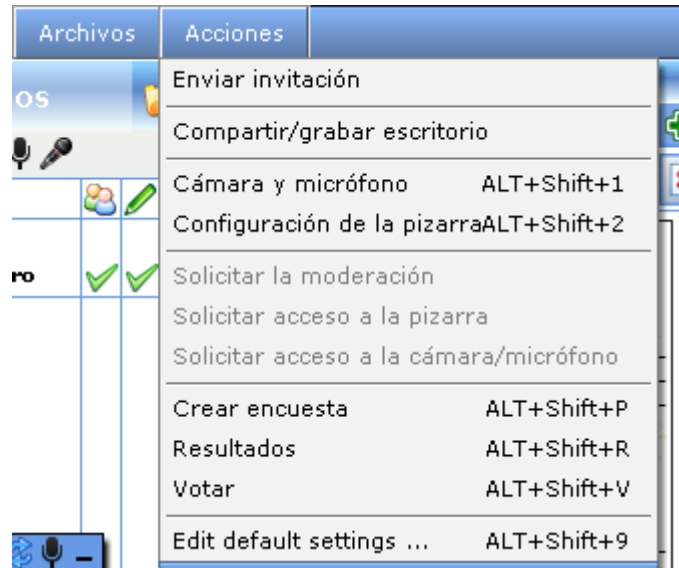 Archivos Acciones
os
Enviar invitación
Compartir/grabar escritorio
Cámara y micrófono ALT+Shift+1
Configuración de la pizarraALT+Shift+2
ro
Solicitar la moderación
Solicitar acceso a la pizarra
Solicitar acceso a la cámara/micrófono
Crear encuesta ALT+Shift+P
Resultados ALT+Shift+R
Votar ALT+Shift+V
Edit default settings ... ALT+Shift+9